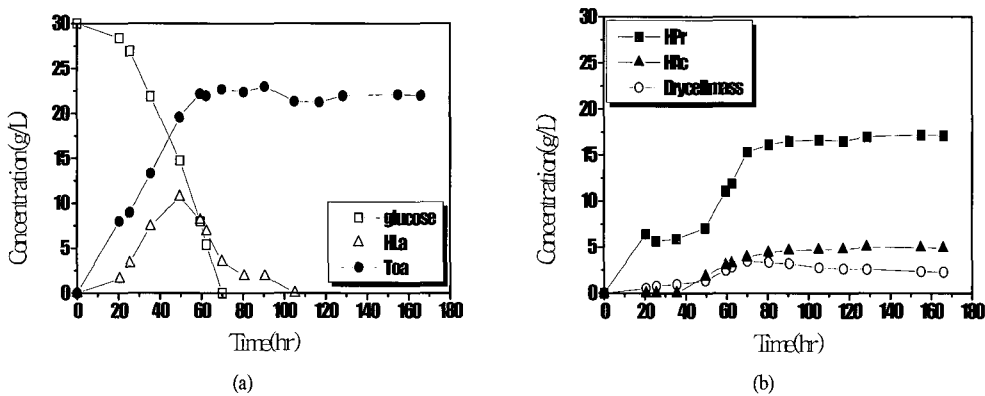 30
25
20
15
10
5
0
Concentration(g/L)
0 20 40 60 80 100 120 140 160 180
Time(hr)
glucose
HLa
Toa
(a)
30
25
20
15
10
5
0
Concentration(g/L)
0 20 40 60 80 100 120 140 160 180
Time(hr)
HPr
HAc
Drycellmass
(b)